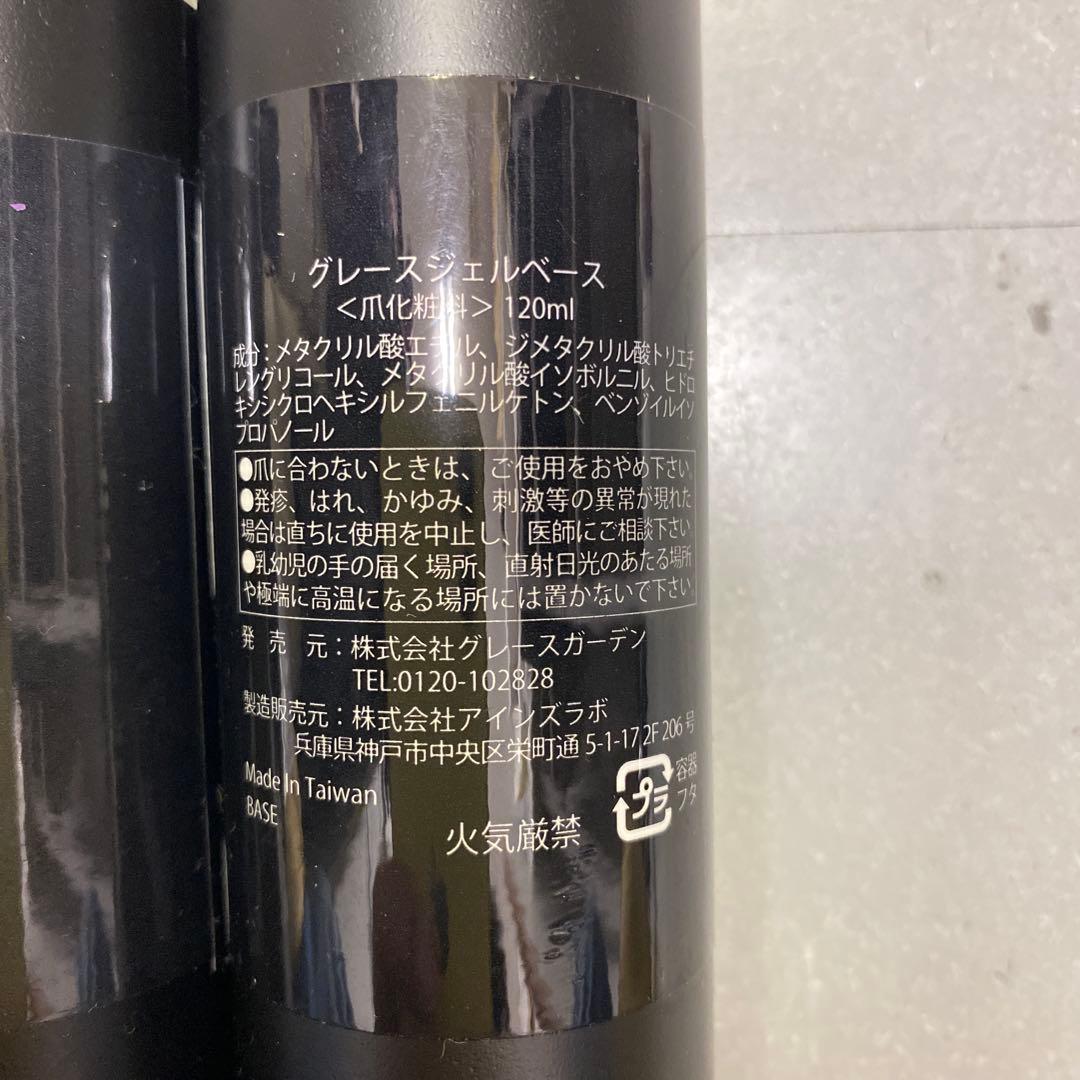 グレースジェルベース
＜爪化粧料＞ 120ml
成分：メタクリル酸エチル、ジメタクリル酸トリエチ
レングリコール、メタクリル酸イソボルニル、ヒドロ
キシシクロヘキシルフェニルケトン、ベンゾイルイソ
プロパノール
●爪に合わないときは、ご使用をおやめ下さい。
●発疹、はれ、かゆみ、刺激等の異常が現れた
場合は直ちに使用を中止し、医師にご相談下さい。
●乳幼児の手の届く場所、直射日光のあたる場所
や極端に高温になる場所には置かないで下さい。
発　売　元：株式会社グレースガーデン
TEL:0120-102828
製造販売元：株式会社アインズラボ
兵庫県神戸市中央区栄町通 5-1-17 2F 206 号
Made In Taiwan
BASE
プラ
容器
フタ
火気厳禁